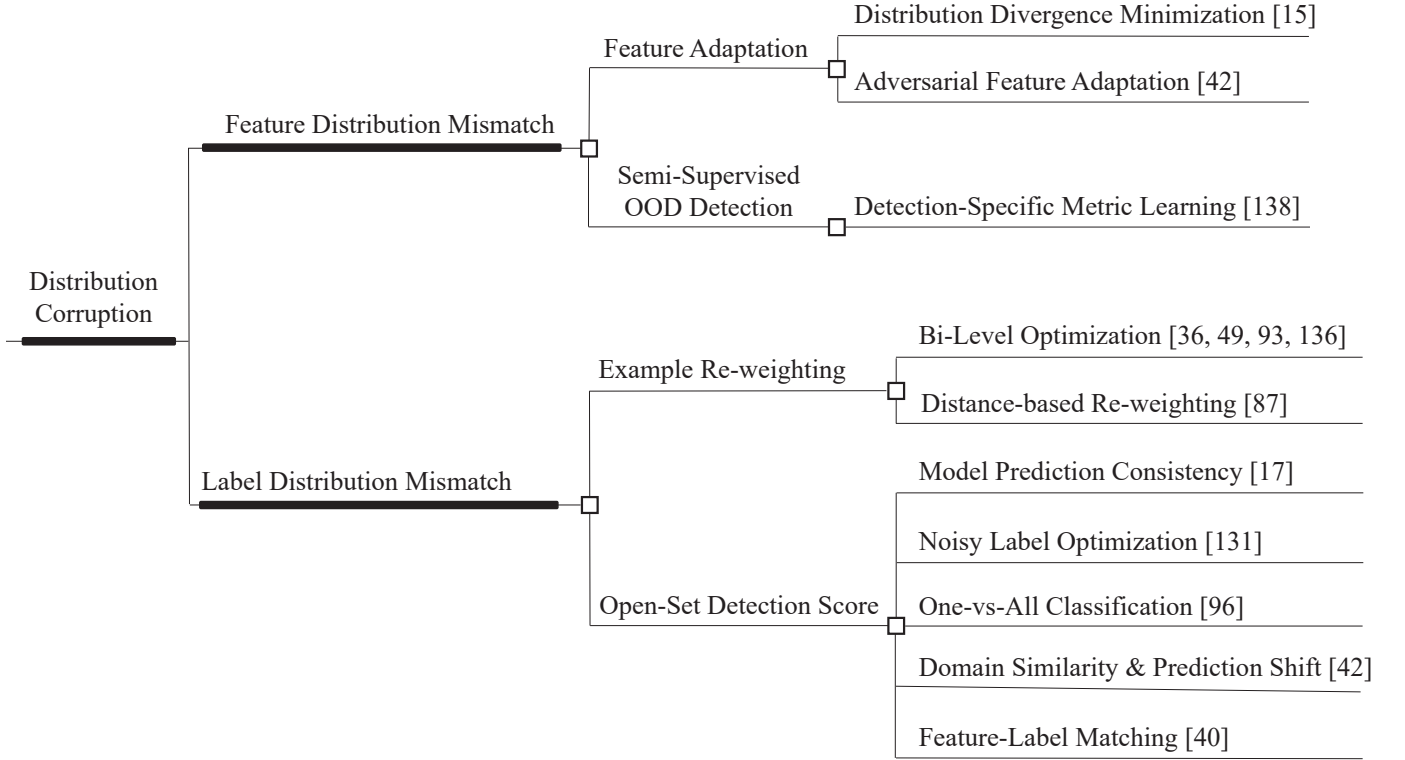 Distribution Divergence Minimization [15]
Feature Adaptation
Adversarial Feature Adaptation [42]
Feature Distribution Mismatch
Semi-Supervised
OOD Detection
Detection-Specific Metric Learning [138]
Distribution
Corruption
Bi-Level Optimization [36, 49, 93, 136]
Example Re-weighting
Distance-based Re-weighting [87]
Label Distribution Mismatch
Model Prediction Consistency [17]
Noisy Label Optimization [131]
Open-Set Detection Score
One-vs-All Classification [96]
Domain Similarity & Prediction Shift [42]
Feature-Label Matching [40]